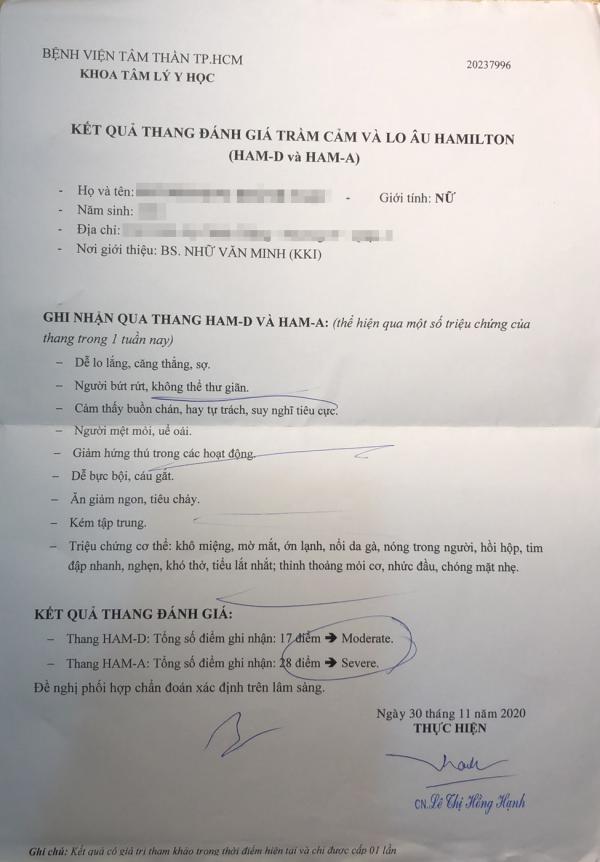 BỆNH VIỆN TÂM THẦN TP.HCM
20237996
KHOA TÂM LÝ Y HỌC
KẾT QUẢ THANG ĐÁNH GIÁ TRẦM CẢM VÀ LO ÂU HAMILTON
(HAM-D và HAM-A)
- Họ và tên:
- Giới tính: NỮ
- Năm sinh:
- Địa chỉ:
- Nơi giới thiệu: BS. NHỮ VĂN MINH (KKI)
GHI NHẬN QUA THANG HAM-D VÀ HAM-A: (thể hiện qua một số triệu chứng của
thang trong 1 tuần nay)
– Dễ lo lắng, căng thẳng, sợ.
– Người bứt rứt, không thể thư giãn.
– Cảm thấy buồn chán, hay tự trách, suy nghĩ tiêu cực.
– Người mệt mỏi, uể oải.
– Giảm hứng thú trong các hoạt động.
– Dễ bực bội, cáu gắt.
– Ăn giảm ngon, tiêu chảy.
– Kém tập trung.
– Triệu chứng cơ thể: khô miệng, mờ mắt, ớn lạnh, nổi da gà, nóng trong người, hồi hộp, tim
đập nhanh, nghẹn, khó thở, tiểu lắt nhắt; thỉnh thoảng mỏi cơ, nhức đầu, chóng mặt nhẹ.
KẾT QUẢ THANG ĐÁNH GIÁ:
– Thang HAM-D: Tổng số điểm ghi nhận: 17 điểm ➔ Moderate.
– Thang HAM-A: Tổng số điểm ghi nhận: 28 điểm ➔ Severe.
Đề nghị phối hợp chẩn đoán xác định trên lâm sàng.
Ngày 30 tháng 11 năm 2020
THỰC HIỆN
CN. Lê Thị Hồng Hạnh
Ghi chú: Kết quả có giá trị tham khảo trong thời điểm hiện tại và chỉ được cấp 01 lần